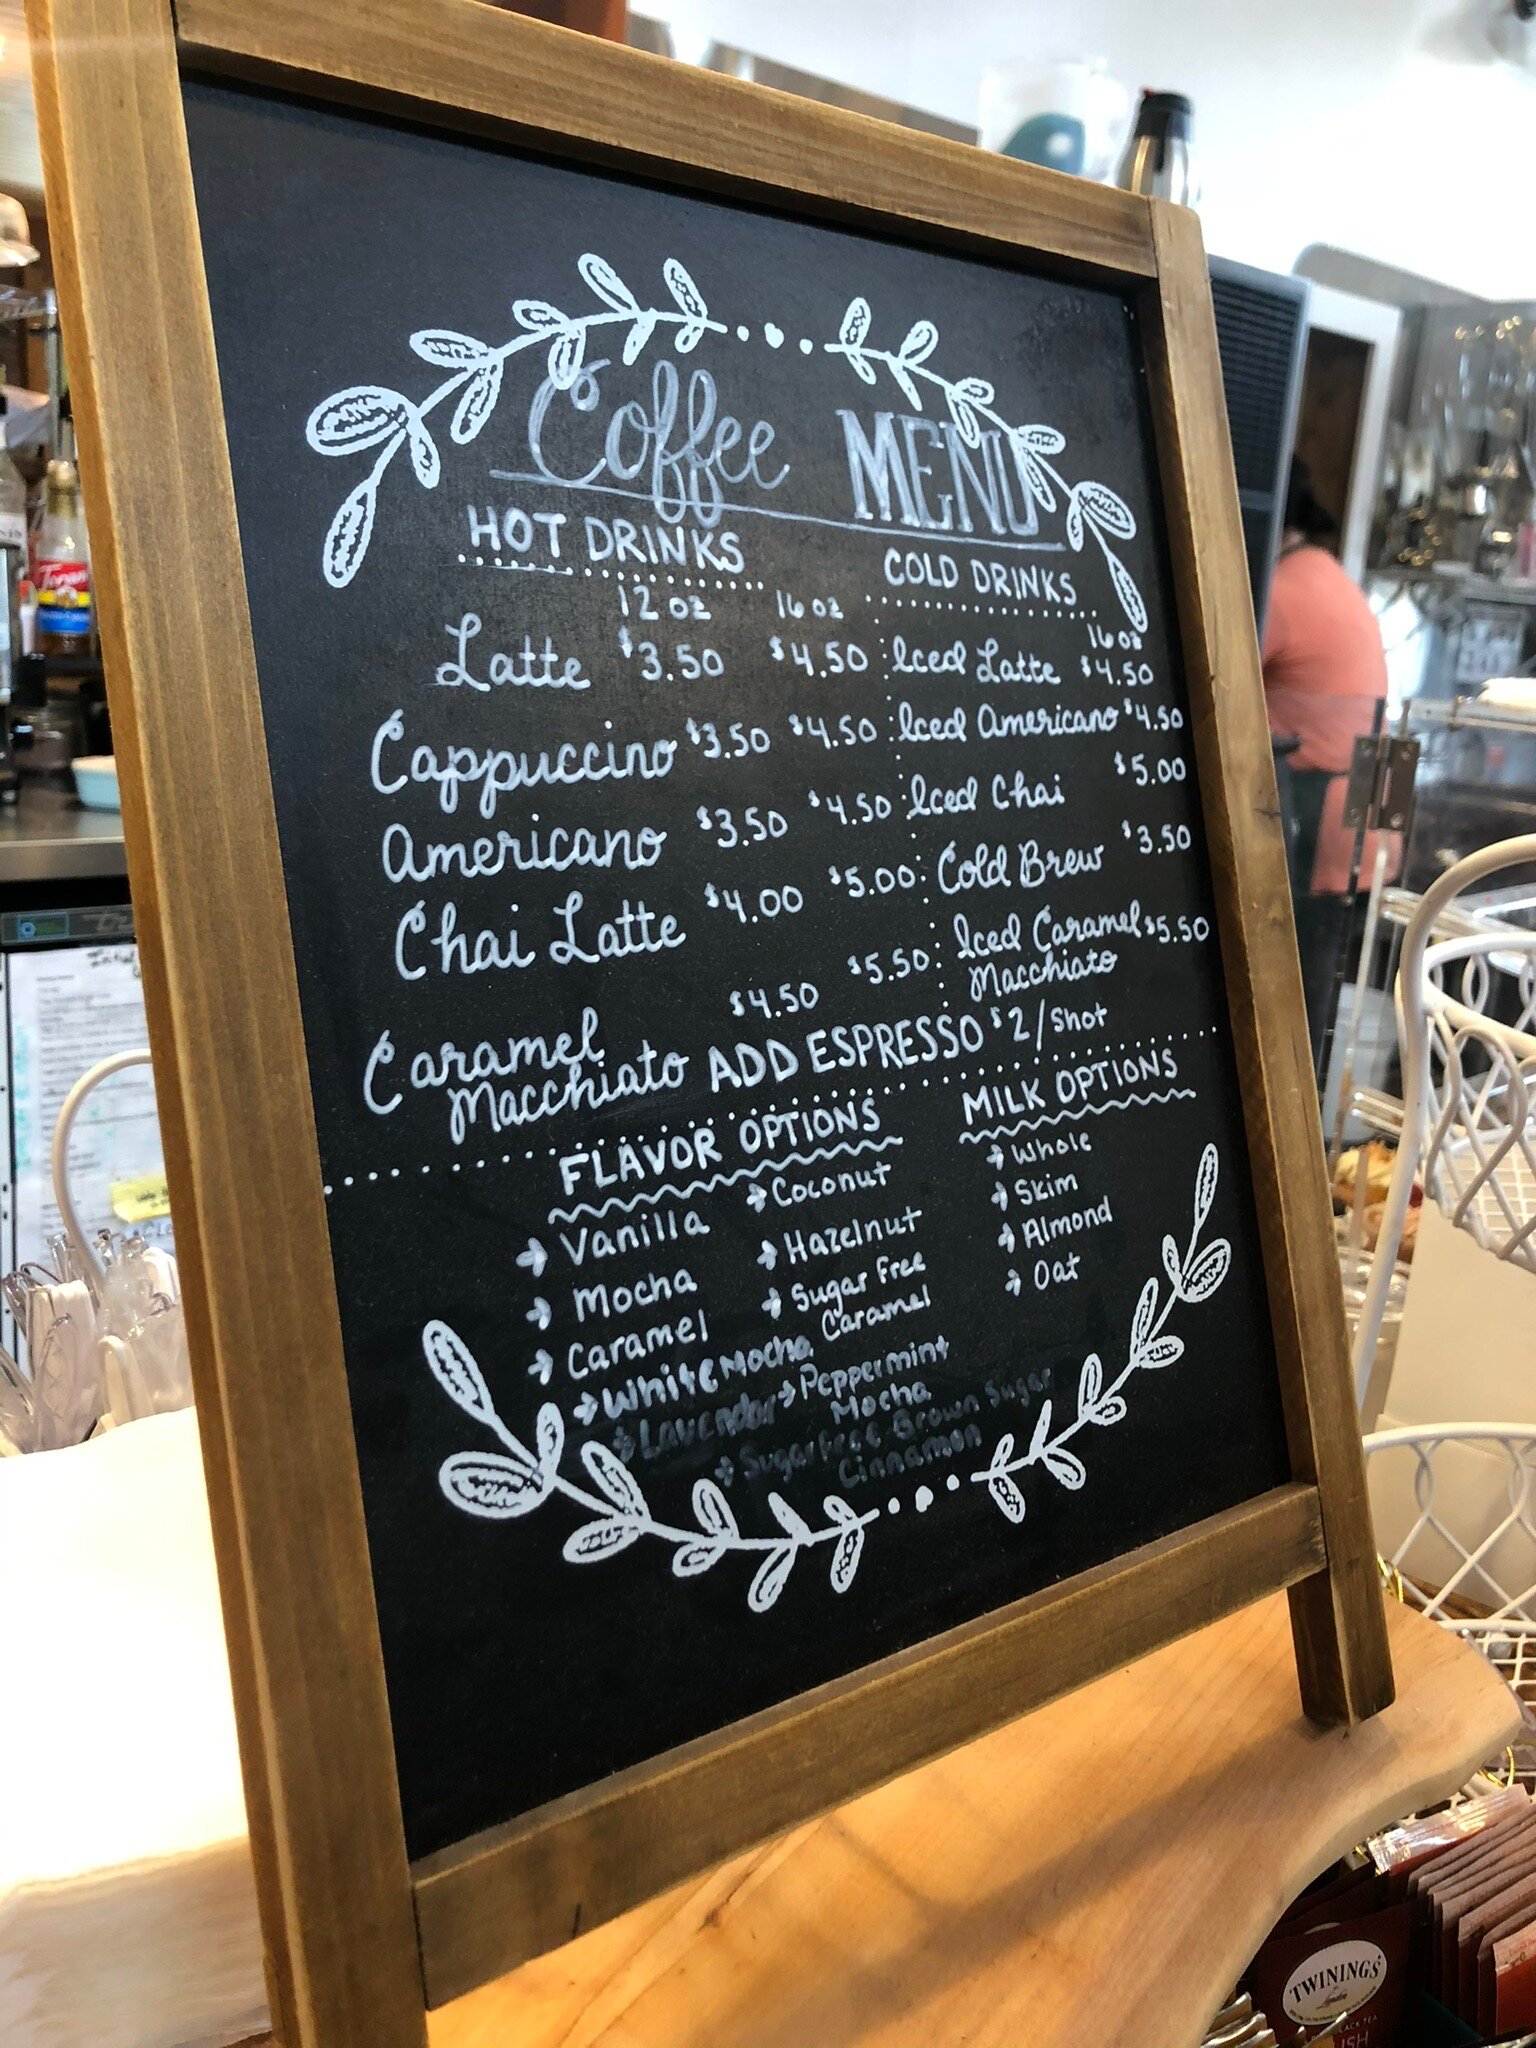 Coffee MENU
HOT DRINKS
12 oz 16 oz
Latte $3.50 $4.50
Cappuccino $3.50 $4.50
Americano $3.50 $4.50
Chai Latte $4.00 $5.00
Caramel $4.50 $5.50
Macchiato
COLD DRINKS
16 oz
Iced Latte $4.50
Iced Americano $4.50
Iced Chai $5.00
Cold Brew $3.50
Iced Caramel $5.50
Macchiato
ADD ESPRESSO $2/Shot
FLAVOR OPTIONS
→ Vanilla
→ Mocha
→ Caramel
→ White Mocha
→ Lavendar
→ Coconut
→ Hazelnut
→ Sugar Free
Caramel
→ Peppermint
Mocha
→ Sugar free Brown Sugar
Cinnamon
MILK OPTIONS
→ Whole
→ Skim
→ Almond
→ Oat
TWININGS
London